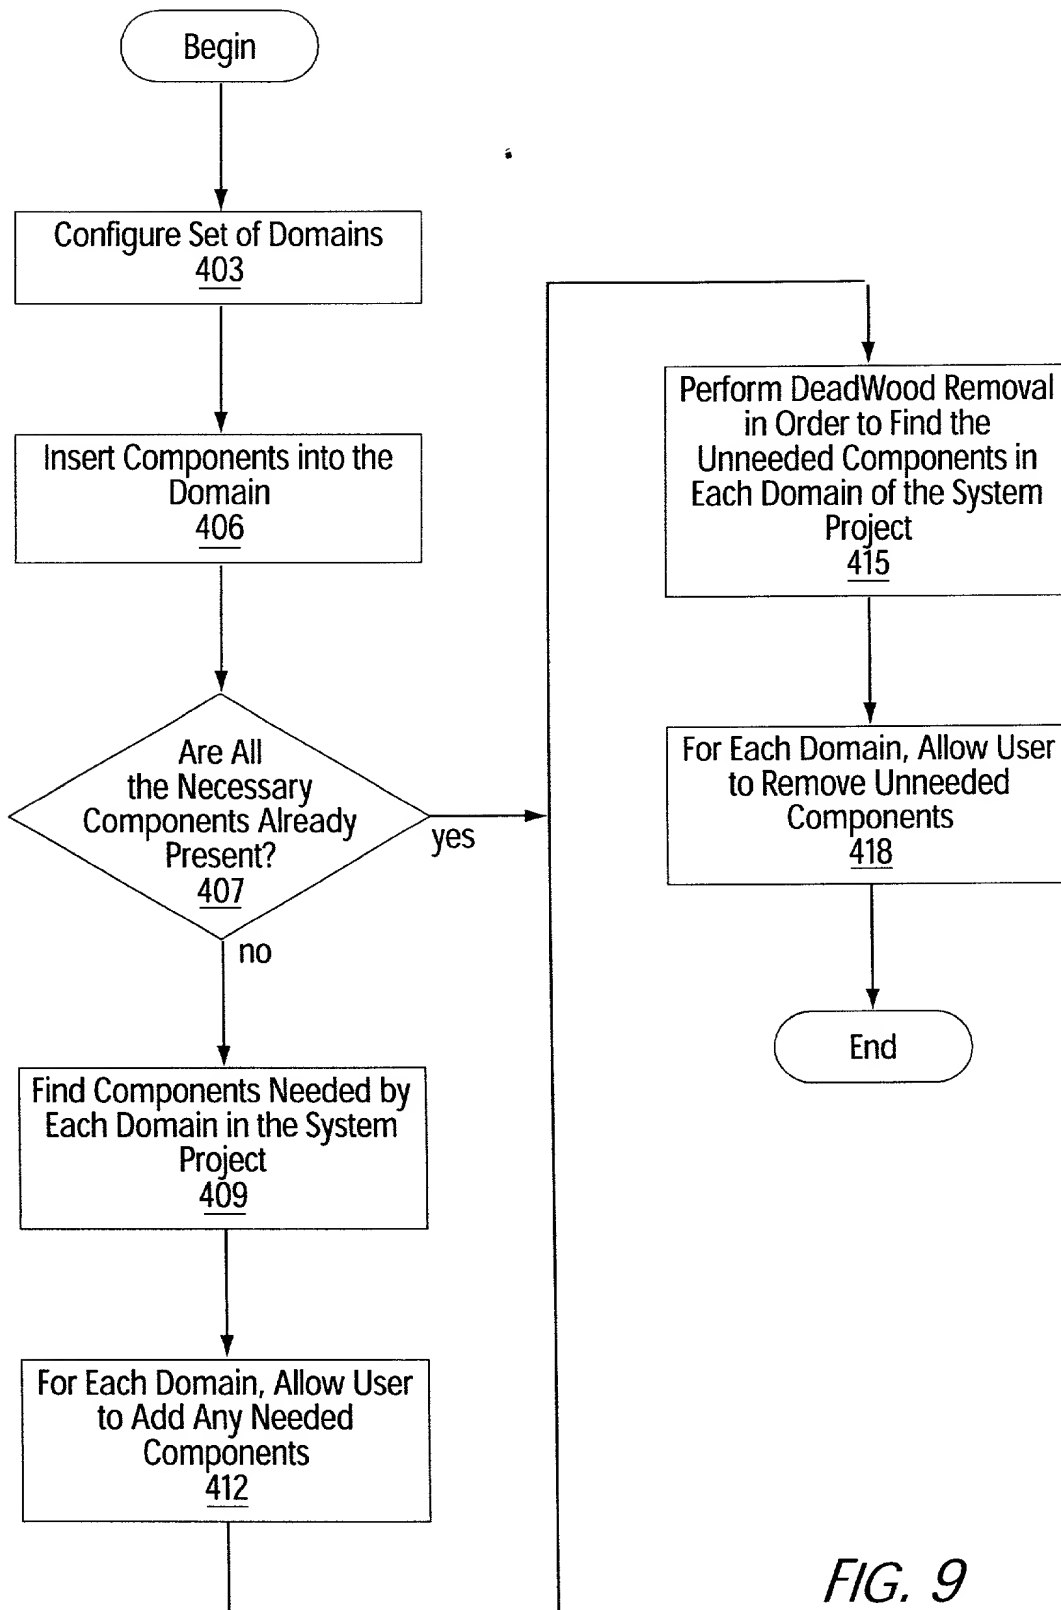 Begin
Configure Set of Domains
403
Insert Components into the
Domain
406
Are All
the Necessary
Components Already
Present?
407
yes
no
Find Components Needed by
Each Domain in the System
Project
409
For Each Domain, Allow User
to Add Any Needed
Components
412
Perform DeadWood Removal
in Order to Find the
Unneeded Components in
Each Domain of the System
Project
415
For Each Domain, Allow User
to Remove Unneeded
Components
418
End
FIG. 9